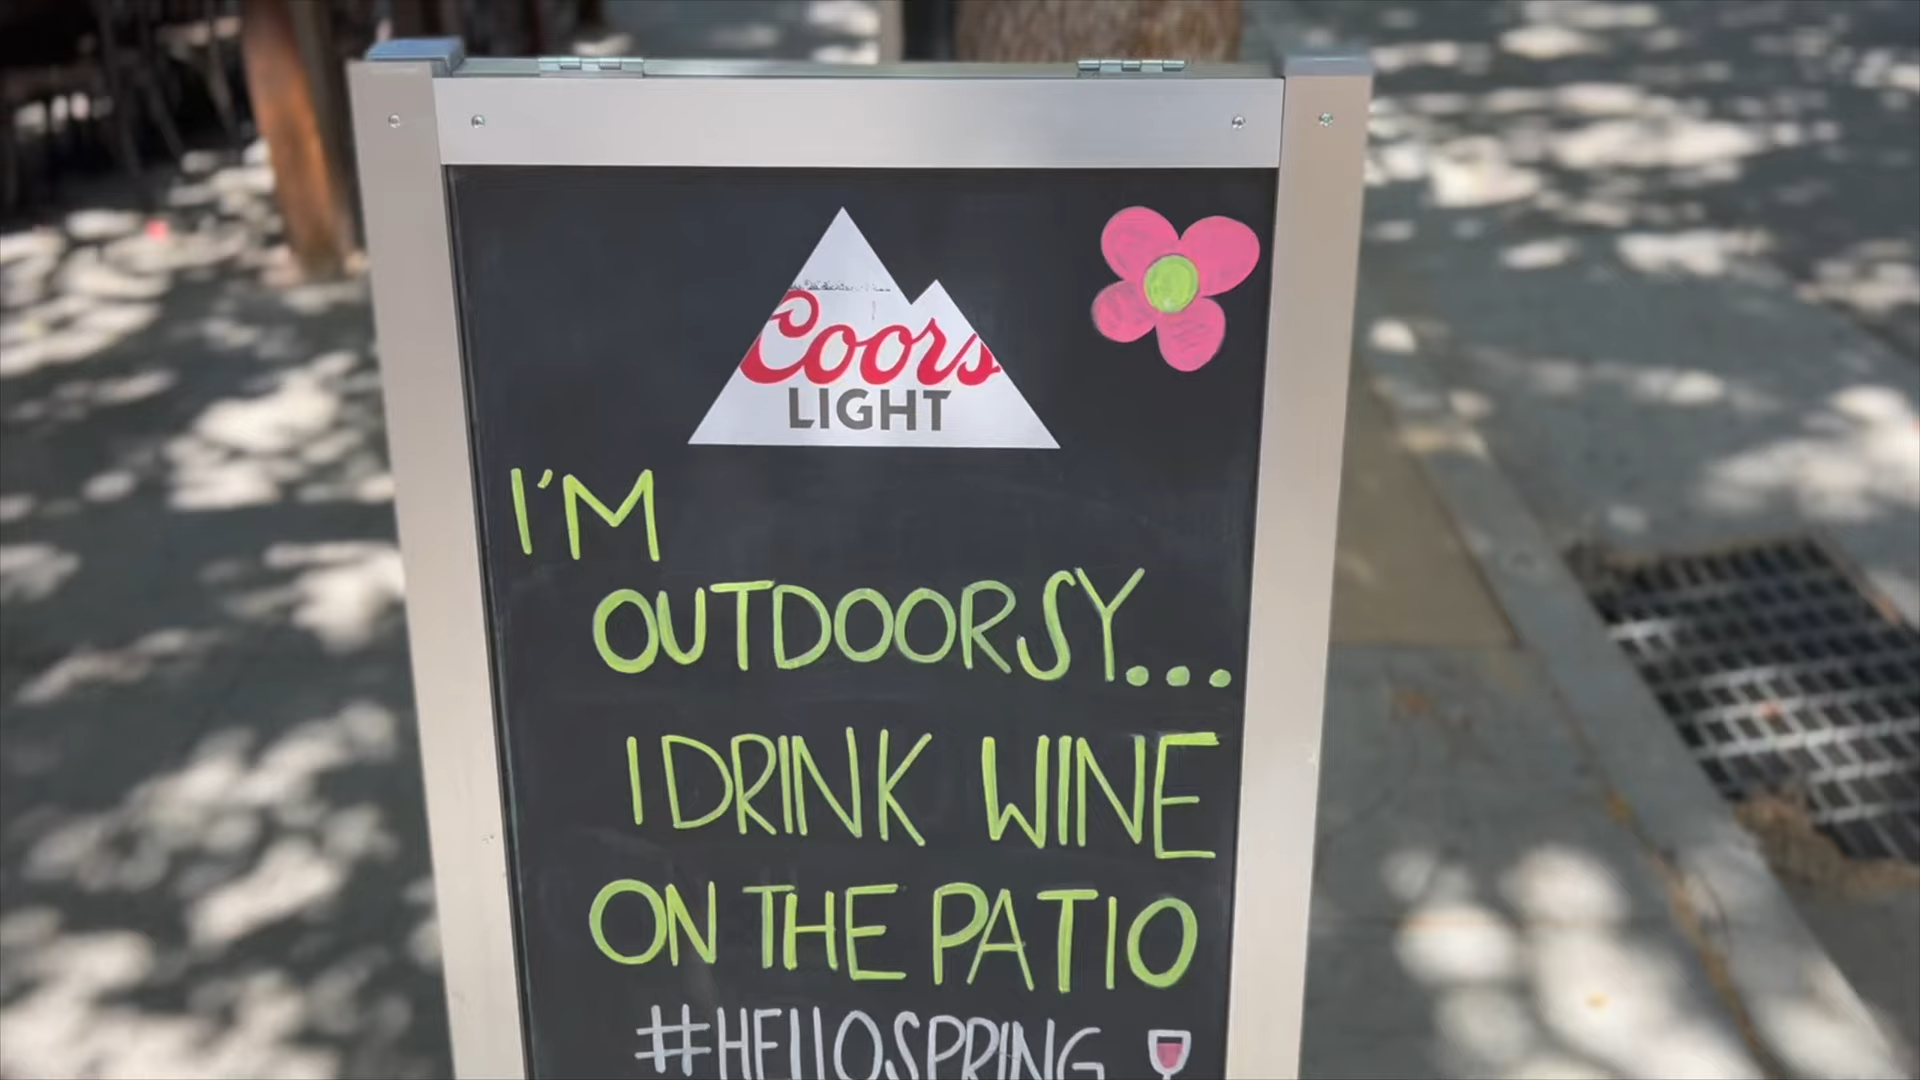 Coors
LIGHT
I'M
OUTDOORSY...
I DRINK WINE
ON THE PATIO
#HELLOSPRING